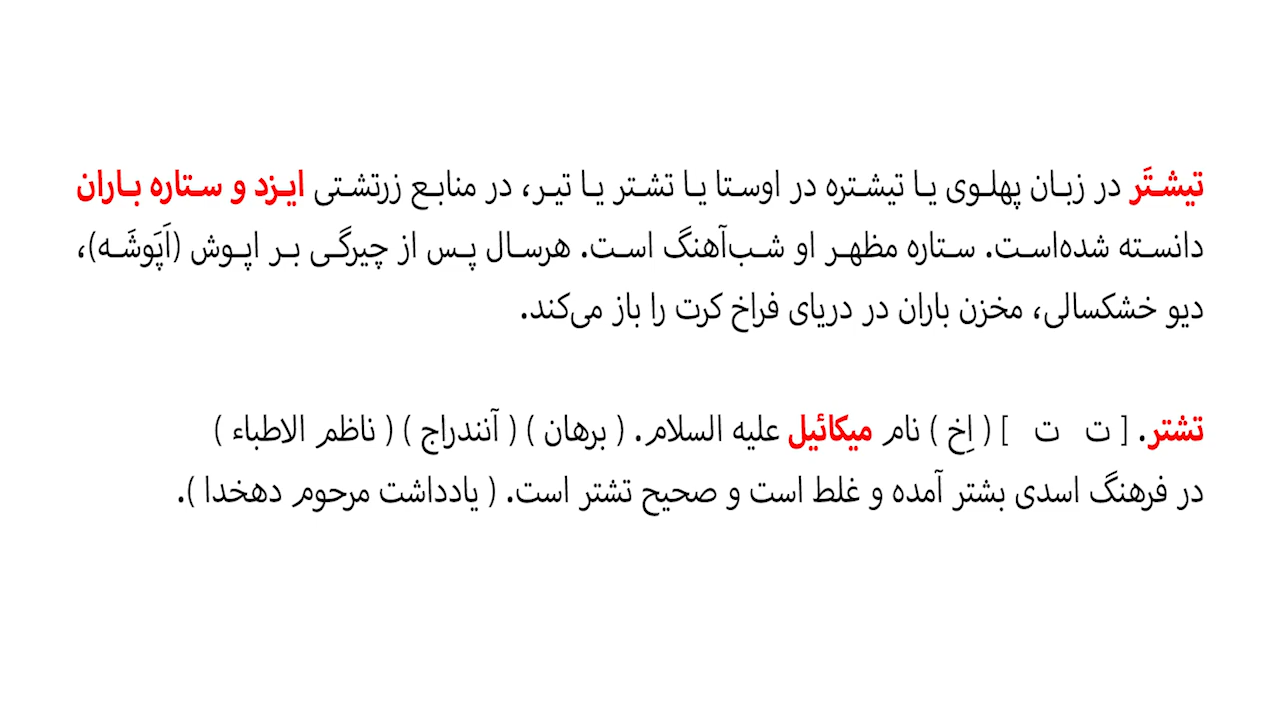 تیشتَر در زبان پهلوی یا تیشتره در اوستا یا تشتر یا تیر، در منابع زرتشتی ایزد و ستاره باران
دانسته شده‌است. ستاره مظهر او شب‌آهنگ است. هرسال پس از چیرگی بر اپوش (اَپَوشَه)،
دیو خشکسالی، مخزن باران در دریای فراخ کرت را باز می‌کند.
تشتر. [ ت ت ] ( اِخ ) نام میکائیل علیه السلام. ( برهان ) ( آنندراج ) ( ناظم الاطباء )
در فرهنگ اسدی بشتر آمده و غلط است و صحیح تشتر است. ( یادداشت مرحوم دهخدا ).